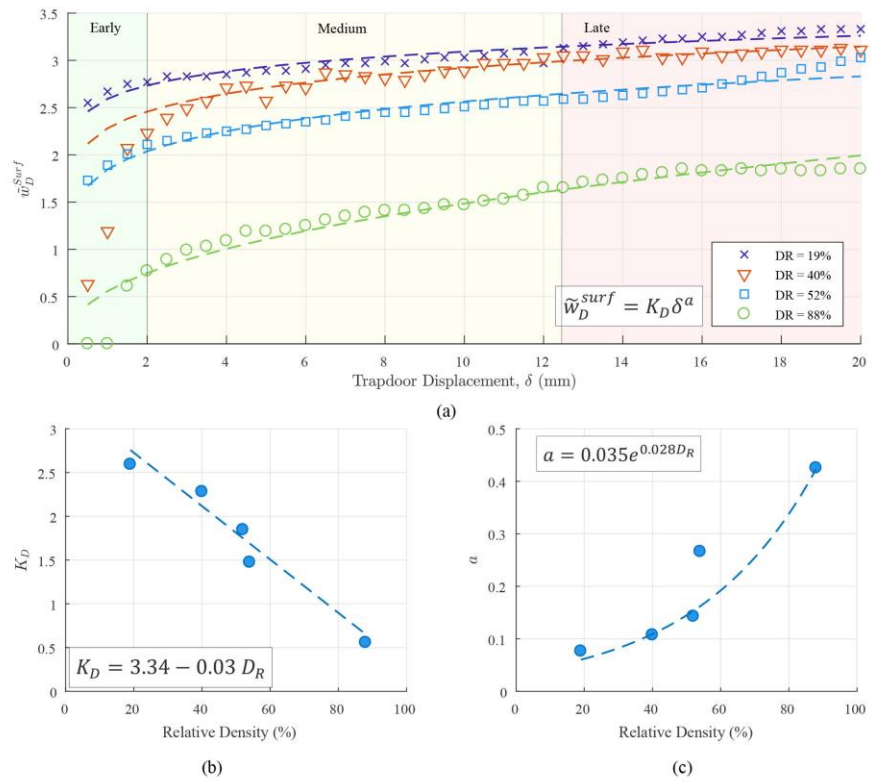 3.5
3
2.5
2
1.5
1
0.5
0
Early
Medium
Late
w̃_D^{Surf}
DR = 19%
DR = 40%
DR = 52%
DR = 88%
w̃_D^{surf} = K_D δ^a
0 2 4 6 8 10 12 14 16 18 20
Trapdoor Displacement, δ (mm)
(a)
3
2.5
2
1.5
1
0.5
0
K_D
K_D = 3.34 − 0.03 D_R
0 20 40 60 80 100
Relative Density (%)
(b)
0.5
0.4
0.3
0.2
0.1
0
a
a = 0.035e^{0.028D_R}
0 20 40 60 80 100
Relative Density (%)
(c)